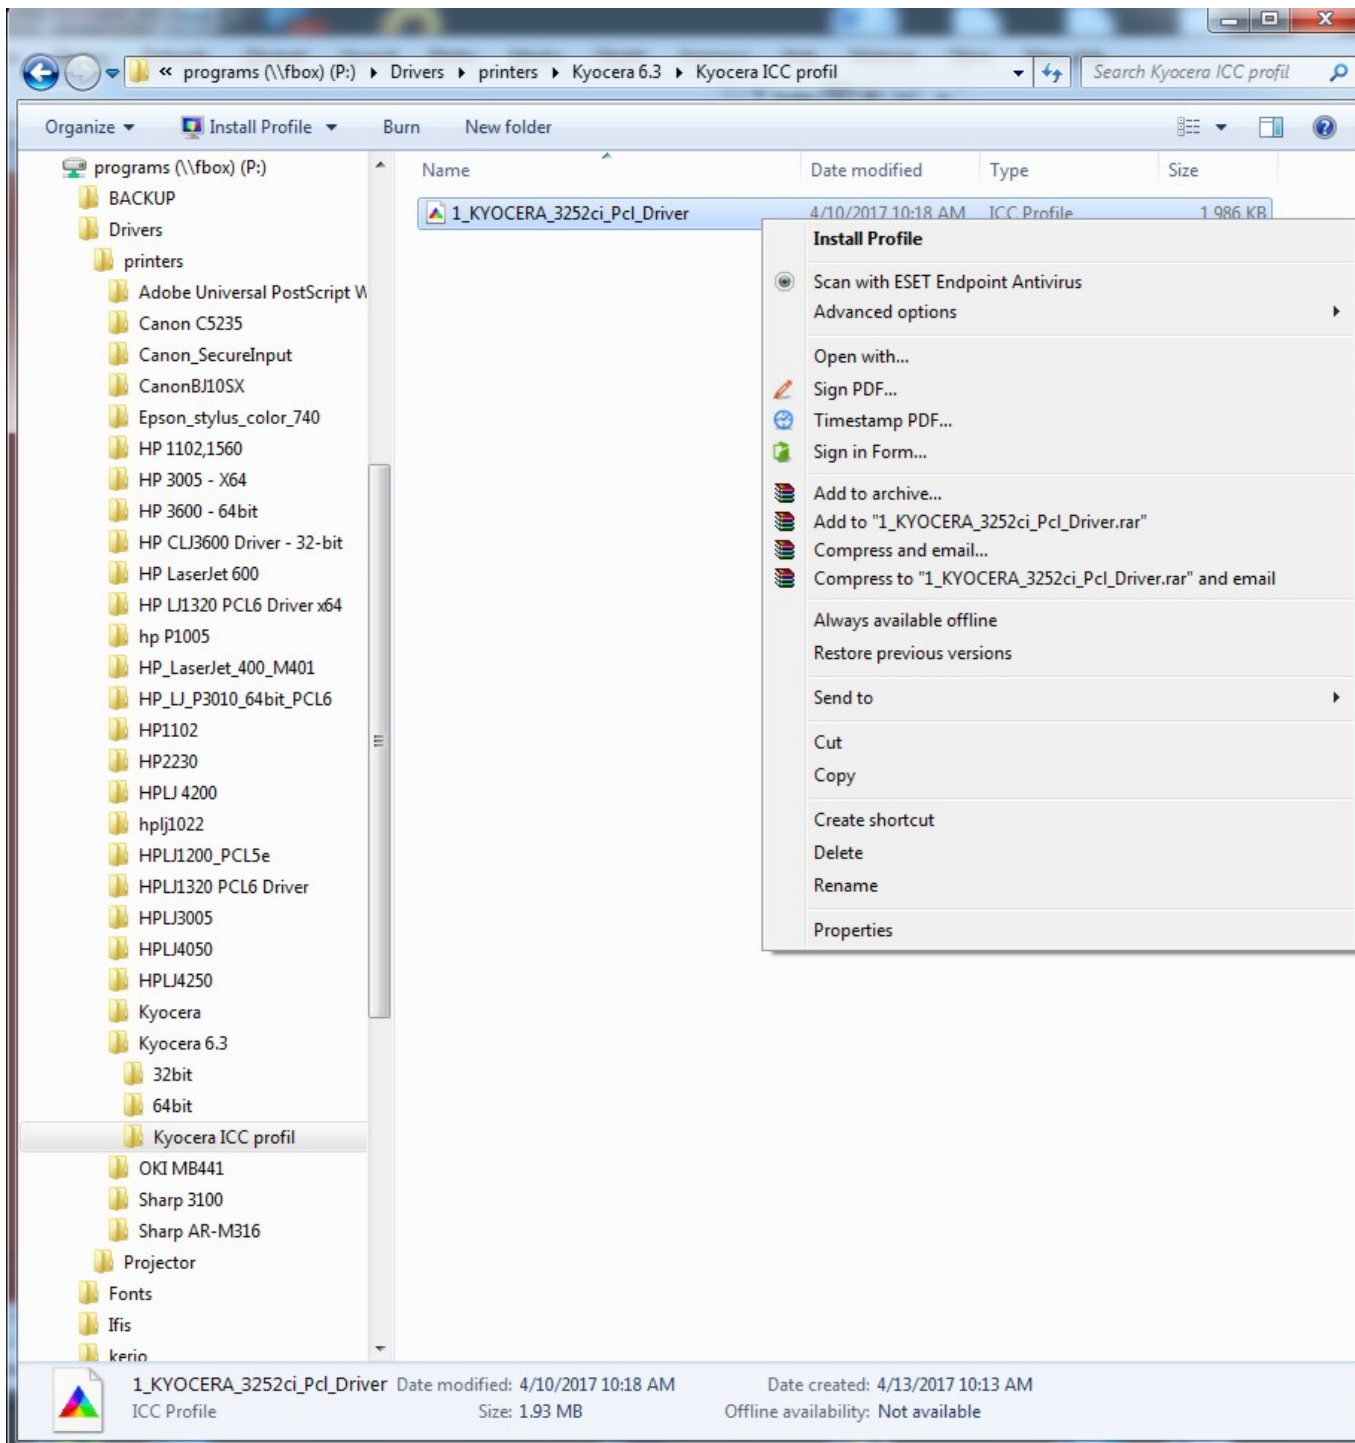 « programs (\\fbox) (P:) ▸ Drivers ▸ printers ▸ Kyocera 6.3 ▸ Kyocera ICC profil
Search Kyocera ICC profil
Organize Install Profile Burn New folder
programs (\\fbox) (P:)
BACKUP
Drivers
printers
Adobe Universal PostScript W
Canon C5235
Canon_SecureInput
CanonBJ10SX
Epson_stylus_color_740
HP 1102,1560
HP 3005 - X64
HP 3600 - 64bit
HP CLJ3600 Driver - 32-bit
HP LaserJet 600
HP LJ1320 PCL6 Driver x64
hp P1005
HP_LaserJet_400_M401
HP_LJ_P3010_64bit_PCL6
HP1102
HP2230
HPLJ 4200
hplj1022
HPLJ1200_PCL5e
HPLJ1320 PCL6 Driver
HPLJ3005
HPLJ4050
HPLJ4250
Kyocera
Kyocera 6.3
32bit
64bit
Kyocera ICC profil
OKI MB441
Sharp 3100
Sharp AR-M316
Projector
Fonts
Ifis
kerio
Name Date modified Type Size
1_KYOCERA_3252ci_Pcl_Driver 4/10/2017 10:18 AM ICC Profile 1 986 KB
Install Profile
Scan with ESET Endpoint Antivirus
Advanced options
Open with...
Sign PDF...
Timestamp PDF...
Sign in Form...
Add to archive...
Add to "1_KYOCERA_3252ci_Pcl_Driver.rar"
Compress and email...
Compress to "1_KYOCERA_3252ci_Pcl_Driver.rar" and email
Always available offline
Restore previous versions
Send to
Cut
Copy
Create shortcut
Delete
Rename
Properties
1_KYOCERA_3252ci_Pcl_Driver Date modified: 4/10/2017 10:18 AM Date created: 4/13/2017 10:13 AM
ICC Profile Size: 1.93 MB Offline availability: Not available